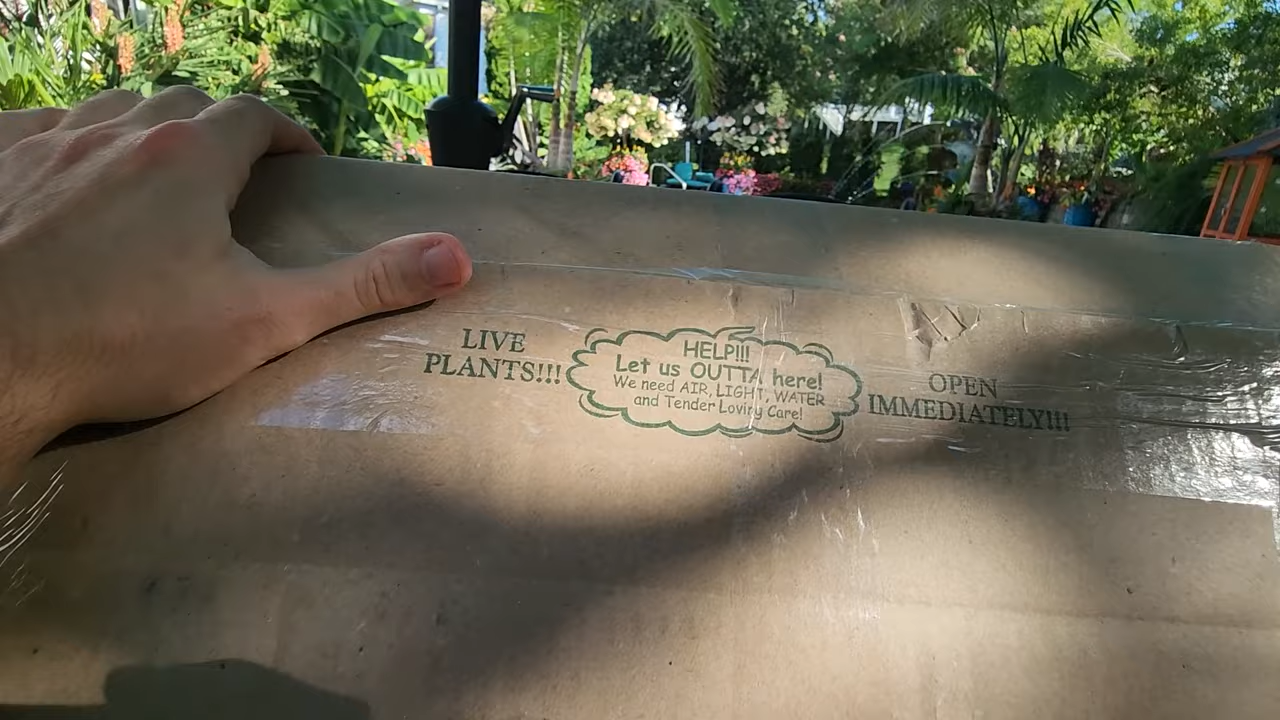 LIVE
PLANTS!!!
HELP!!!
Let us OUTTA here!
We need AIR, LIGHT, WATER
and Tender Loving Care!
OPEN
IMMEDIATELY!!!